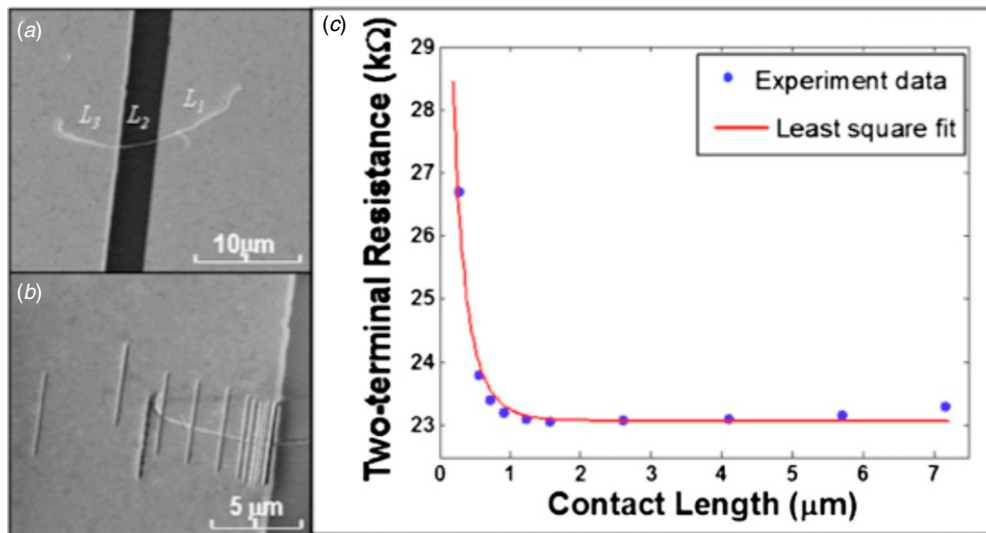 (a)
L3
L2
L1
10μm
(b)
5 μm
(c)
Two-terminal Resistance (kΩ)
29
28
27
26
25
24
23
22
Experiment data
Least square fit
0
1
2
3
4
5
6
7
Contact Length (μm)